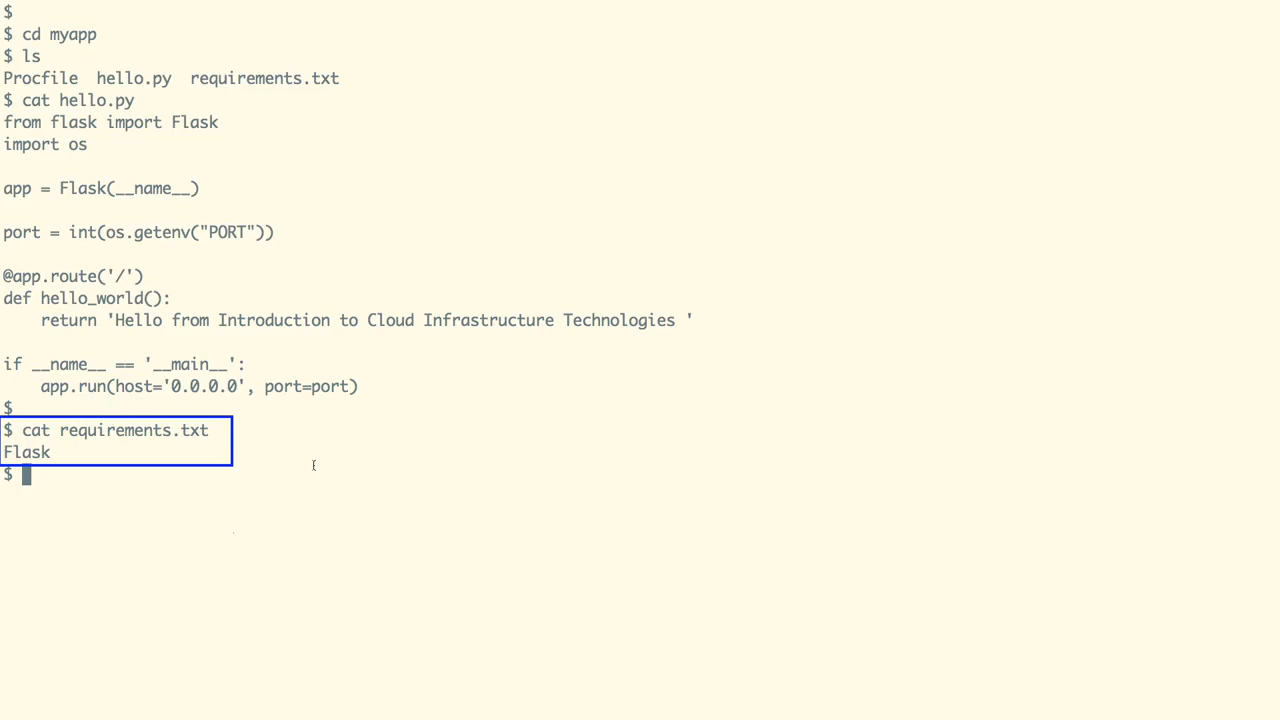 $
$ cd myapp
$ ls
Procfile  hello.py  requirements.txt
$ cat hello.py
from flask import Flask
import os

app = Flask(__name__)

port = int(os.getenv("PORT"))

@app.route('/')
def hello_world():
    return 'Hello from Introduction to Cloud Infrastructure Technologies '

if __name__ == '__main__':
    app.run(host='0.0.0.0', port=port)
$
$ cat requirements.txt
Flask
$